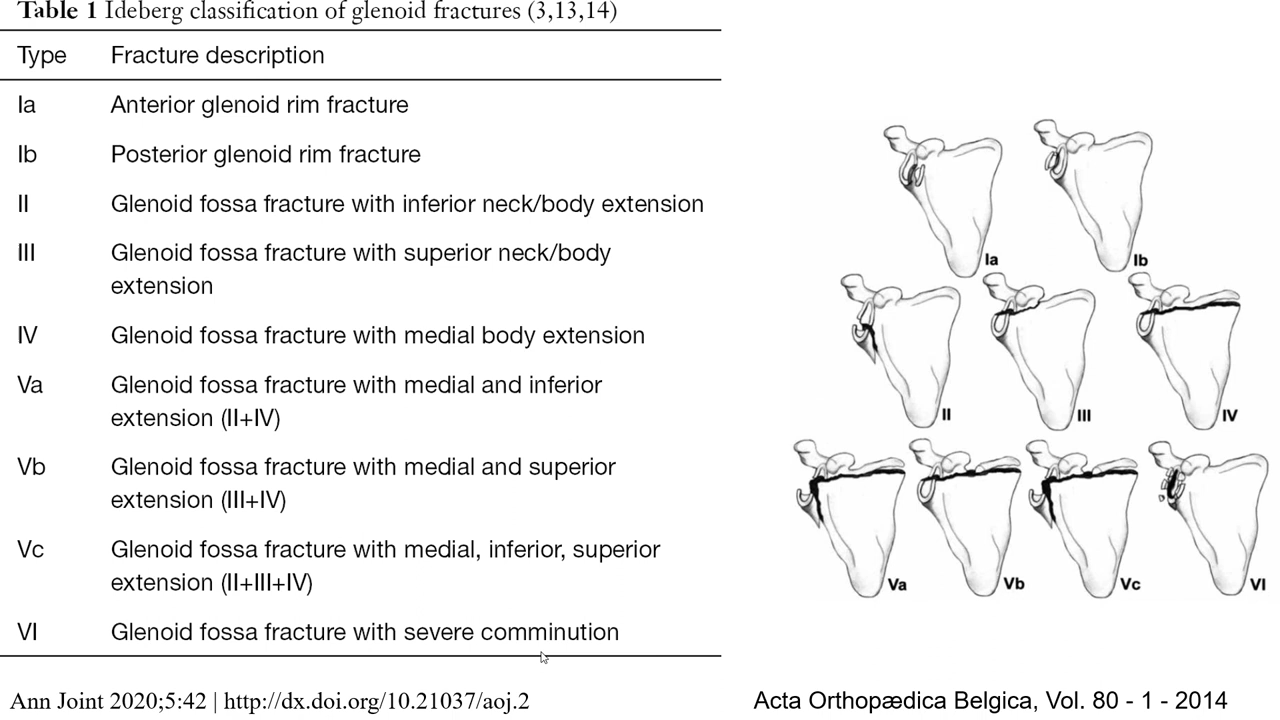 Table 1 Ideberg classification of glenoid fractures (3,13,14)
Type Fracture description
Ia Anterior glenoid rim fracture
Ib Posterior glenoid rim fracture
II Glenoid fossa fracture with inferior neck/body extension
III Glenoid fossa fracture with superior neck/body
extension
IV Glenoid fossa fracture with medial body extension
Va Glenoid fossa fracture with medial and inferior
extension (II+IV)
Vb Glenoid fossa fracture with medial and superior
extension (III+IV)
Vc Glenoid fossa fracture with medial, inferior, superior
extension (II+III+IV)
VI Glenoid fossa fracture with severe comminution
Ann Joint 2020;5:42 | http://dx.doi.org/10.21037/aoj.2
Ia Ib
II III IV
Va Vb Vc VI
Acta Orthopædica Belgica, Vol. 80 - 1 - 2014